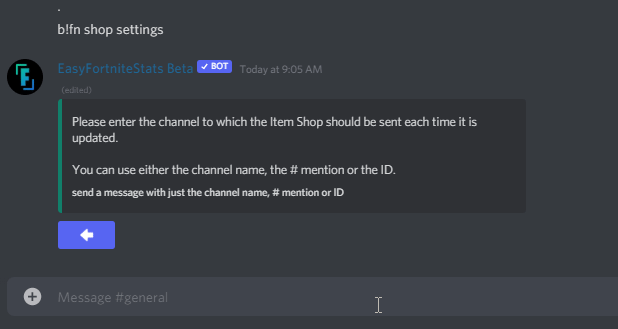 .
b!fn shop settings
EasyFortniteStats Beta ✓ BOT Today at 9:05 AM
(edited)
Please enter the channel to which the Item Shop should be sent each time it is
updated.
You can use either the channel name, the # mention or the ID.
send a message with just the channel name, # mention or ID
Message #general